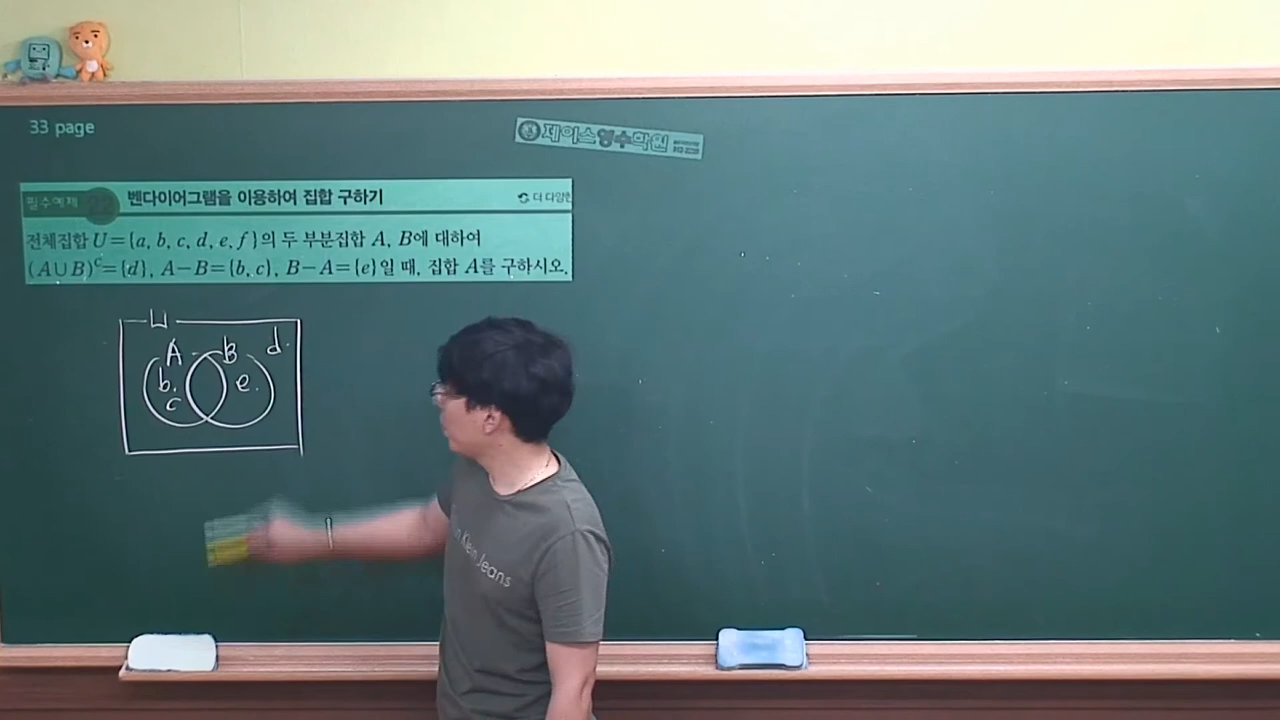 33 page
제이스영수학원
필수예제 22 벤다이어그램을 이용하여 집합 구하기
더 다양한
전체집합 U={a, b, c, d, e, f}의 두 부분집합 A, B에 대하여
(A∪B)ᶜ={d}, A-B={b, c}, B-A={e}일 때, 집합 A를 구하시오.
U
A B d.
b. e.
c
n Klein Jeans